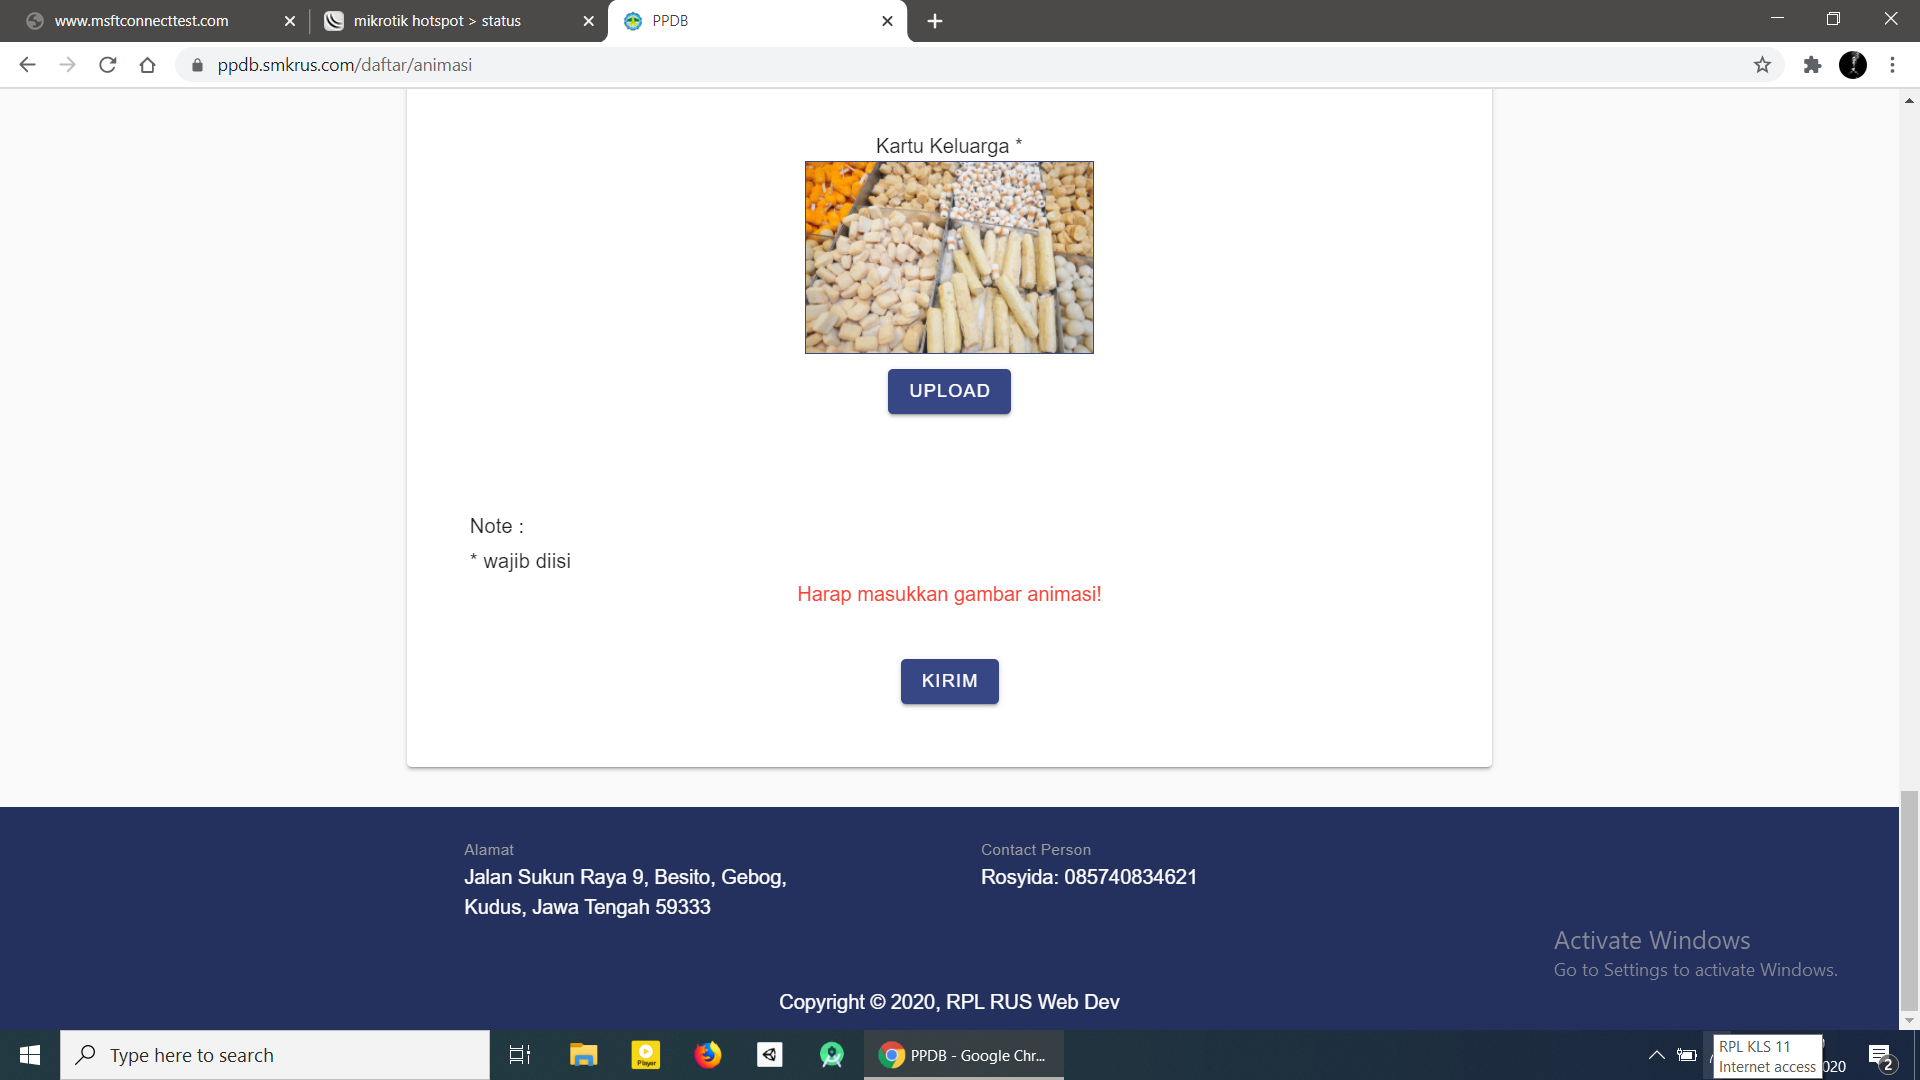 www.msftconnecttest.com
mikrotik hotspot > status
PPDB
ppdb.smkrus.com/daftar/animasi
Kartu Keluarga *
UPLOAD
Note :
* wajib diisi
Harap masukkan gambar animasi!
KIRIM
Alamat
Jalan Sukun Raya 9, Besito, Gebog,
Kudus, Jawa Tengah 59333
Contact Person
Rosyida: 085740834621
Activate Windows
Go to Settings to activate Windows.
Copyright © 2020, RPL RUS Web Dev
Type here to search
Player
PPDB - Google Chr...
RPL KLS 11
Internet access
020
2